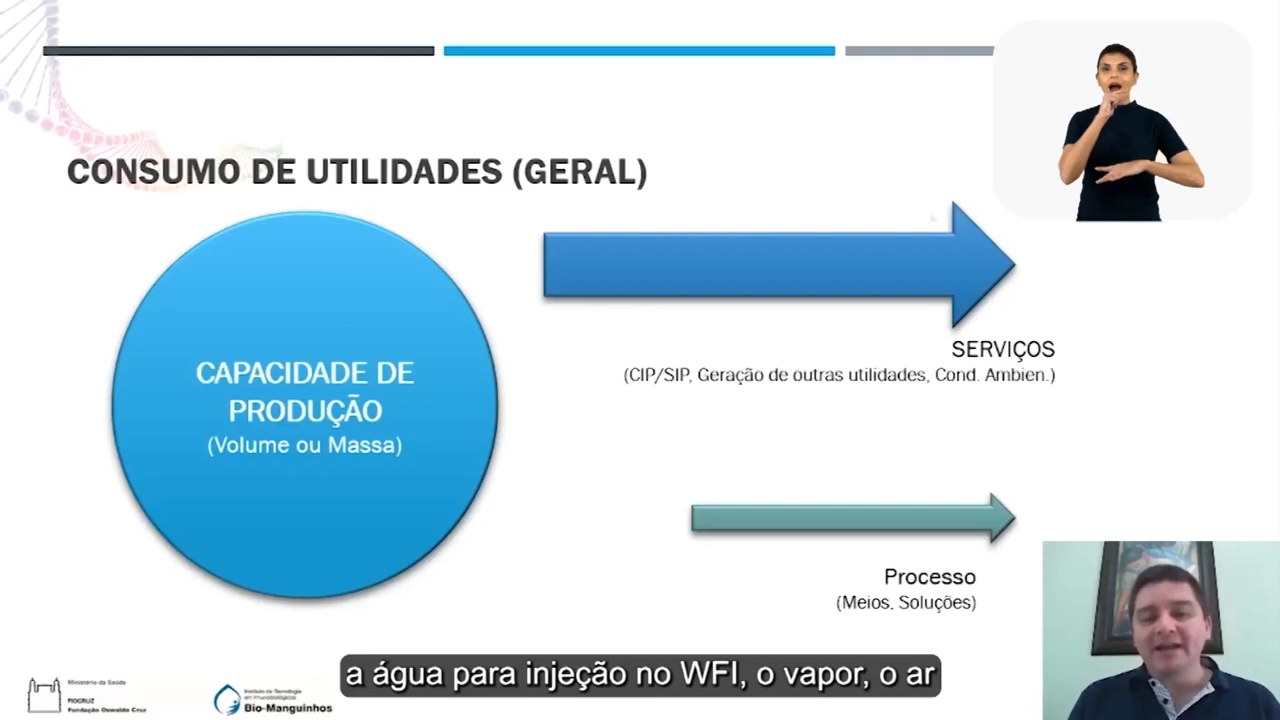 CONSUMO DE UTILIDADES (GERAL)
CAPACIDADE DE
PRODUÇÃO
(Volume ou Massa)
SERVIÇOS
(CIP/SIP, Geração de outras utilidades, Cond. Ambien.)
Processo
(Meios, Soluções)
a água para injeção no WFI, o vapor, o ar
Ministério da Saúde
FIOCRUZ
Fundação Oswaldo Cruz
Instituto de Tecnologia
em Imunobiológicos
Bio-Manguinhos